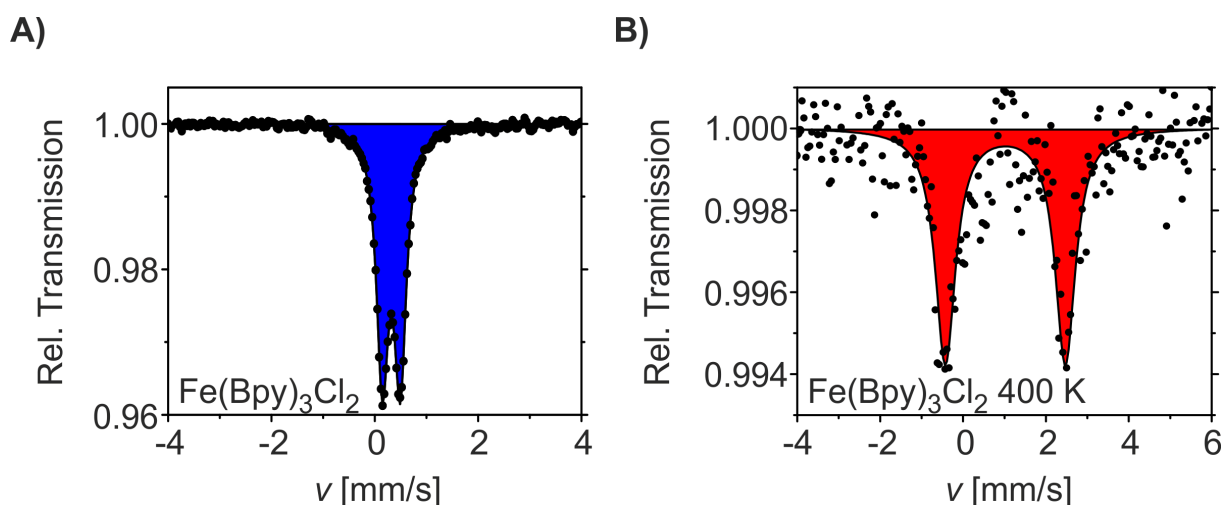 A)
Rel. Transmission
1.00
0.98
0.96
Fe(Bpy)₃Cl₂
-4
-2
0
2
4
v [mm/s]
B)
Rel. Transmission
1.000
0.998
0.996
0.994
Fe(Bpy)₃Cl₂ 400 K
-4
-2
0
2
4
6
v [mm/s]